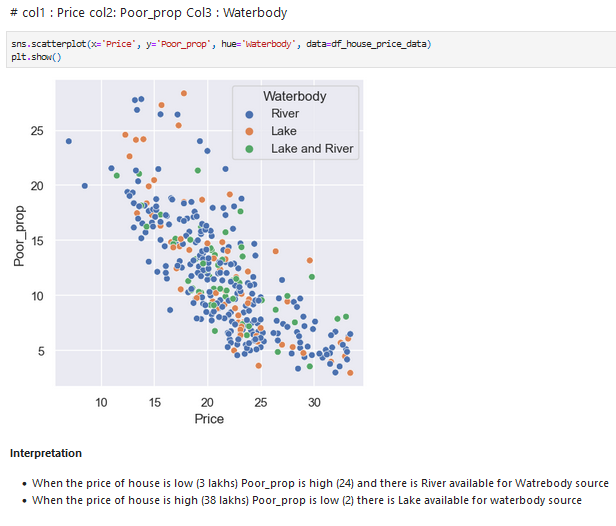 # col1 : Price col2: Poor_prop Col3 : Waterbody
sns.scatterplot(x='Price', y='Poor_prop', hue='Waterbody', data=df_house_price_data)
plt.show()
Waterbody
River
Lake
Lake and River
25
20
15
10
5
Poor_prop
10 15 20 25 30
Price
Interpretation
• When the price of house is low (3 lakhs) Poor_prop is high (24) and there is River available for Watrebody source
• When the price of house is high (38 lakhs) Poor_prop is low (2) there is Lake available for waterbody source